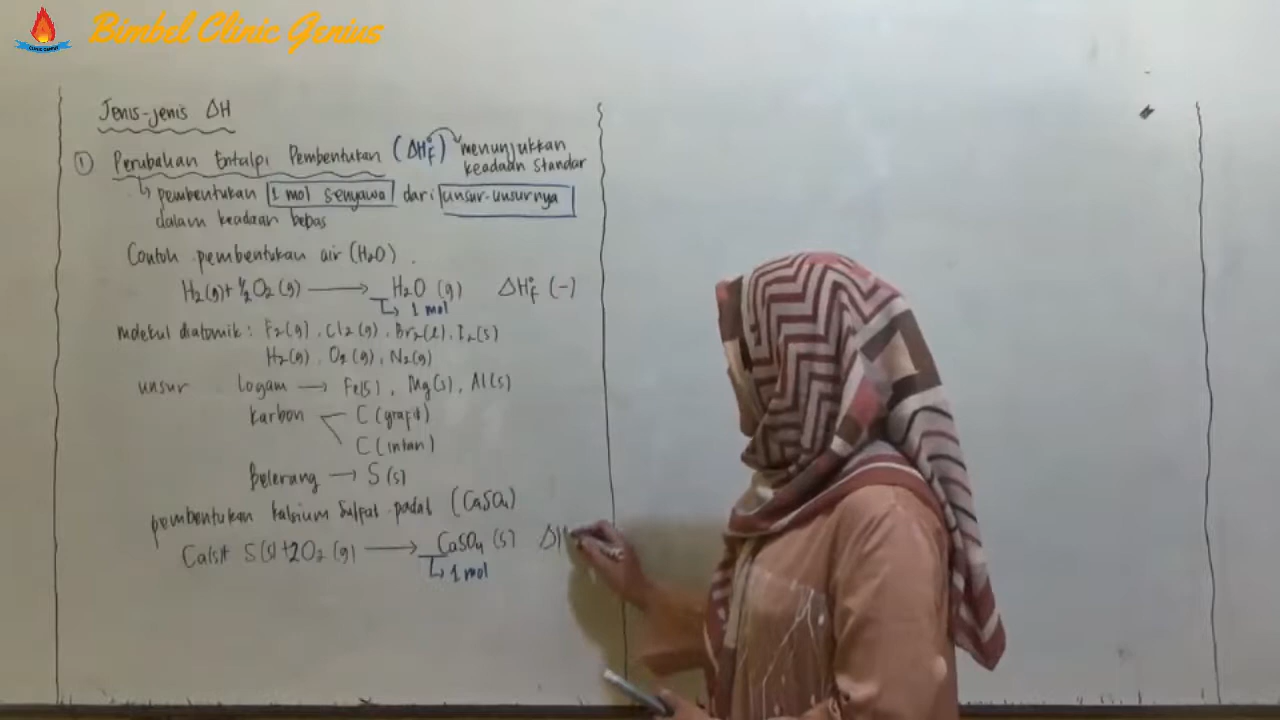 Bimbel Clinic Genius
CLINIC GENIUS
Jenis-jenis ΔH
① Perubahan Entalpi Pembentukan (ΔH°f) menunjukkan
keadaan standar
↳ pembentukan 1 mol senyawa dari unsur-unsurnya
dalam keadaan bebas
Contoh pembentukan air (H₂O).
H₂(g)+ ½O₂(g) ⟶ H₂O (g) ΔH°f (-)
↳ 1 mol
molekul diatomik : F₂(g), Cl₂(g), Br₂(l), I₂(s)
H₂(g), O₂(g), N₂(g)
unsur logam → Fe(s), Mg(s), Al(s)
karbon C (grafit)
C (intan)
Belerang → S(s)
pembentukan kalsium sulfat padat (CaSO₄)
Ca(s)+ S(s)+2O₂(g) ⟶ CaSO₄ (s) ΔH
↳ 1 mol